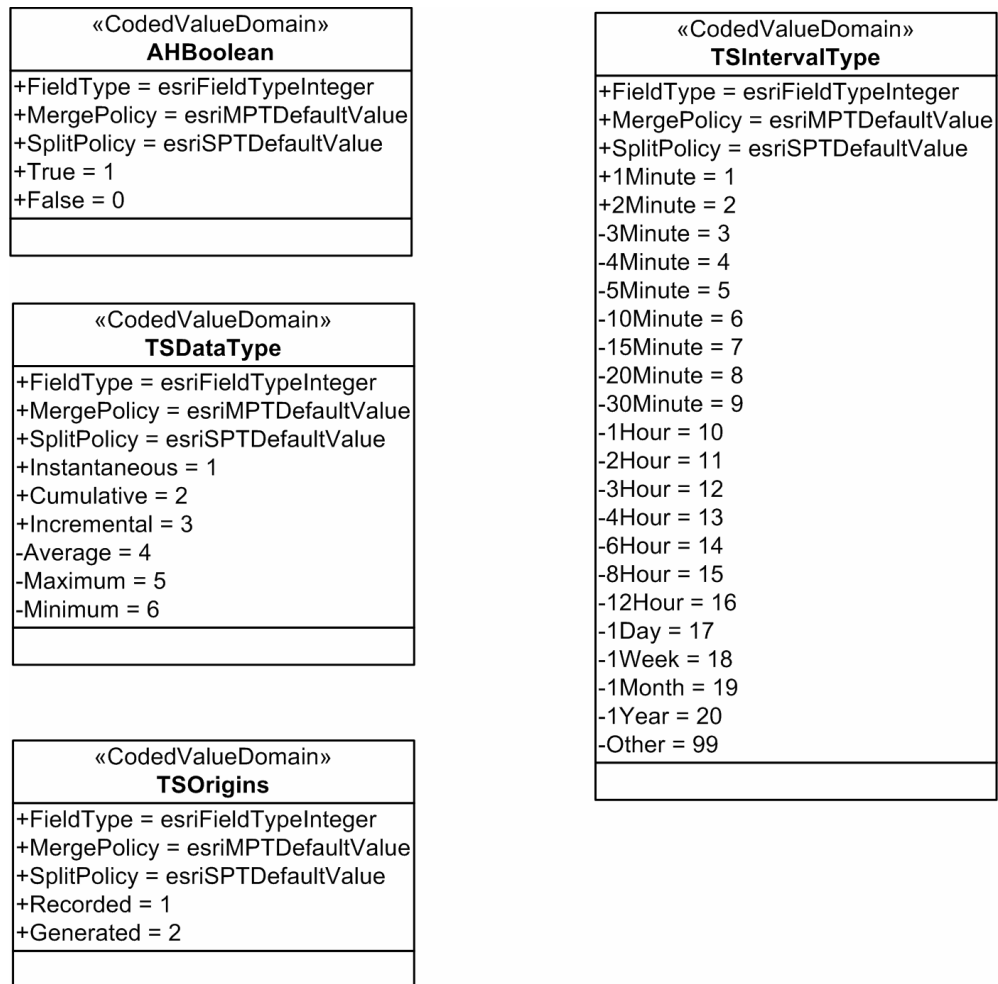 «CodedValueDomain»
AHBoolean
+FieldType = esriFieldTypeInteger
+MergePolicy = esriMPTDefaultValue
+SplitPolicy = esriSPTDefaultValue
+True = 1
+False = 0
«CodedValueDomain»
TSDataType
+FieldType = esriFieldTypeInteger
+MergePolicy = esriMPTDefaultValue
+SplitPolicy = esriSPTDefaultValue
+Instantaneous = 1
+Cumulative = 2
+Incremental = 3
-Average = 4
-Maximum = 5
-Minimum = 6
«CodedValueDomain»
TSOrigins
+FieldType = esriFieldTypeInteger
+MergePolicy = esriMPTDefaultValue
+SplitPolicy = esriSPTDefaultValue
+Recorded = 1
+Generated = 2
«CodedValueDomain»
TSIntervalType
+FieldType = esriFieldTypeInteger
+MergePolicy = esriMPTDefaultValue
+SplitPolicy = esriSPTDefaultValue
+1Minute = 1
+2Minute = 2
-3Minute = 3
-4Minute = 4
-5Minute = 5
-10Minute = 6
-15Minute = 7
-20Minute = 8
-30Minute = 9
-1Hour = 10
-2Hour = 11
-3Hour = 12
-4Hour = 13
-6Hour = 14
-8Hour = 15
-12Hour = 16
-1Day = 17
-1Week = 18
-1Month = 19
-1Year = 20
-Other = 99